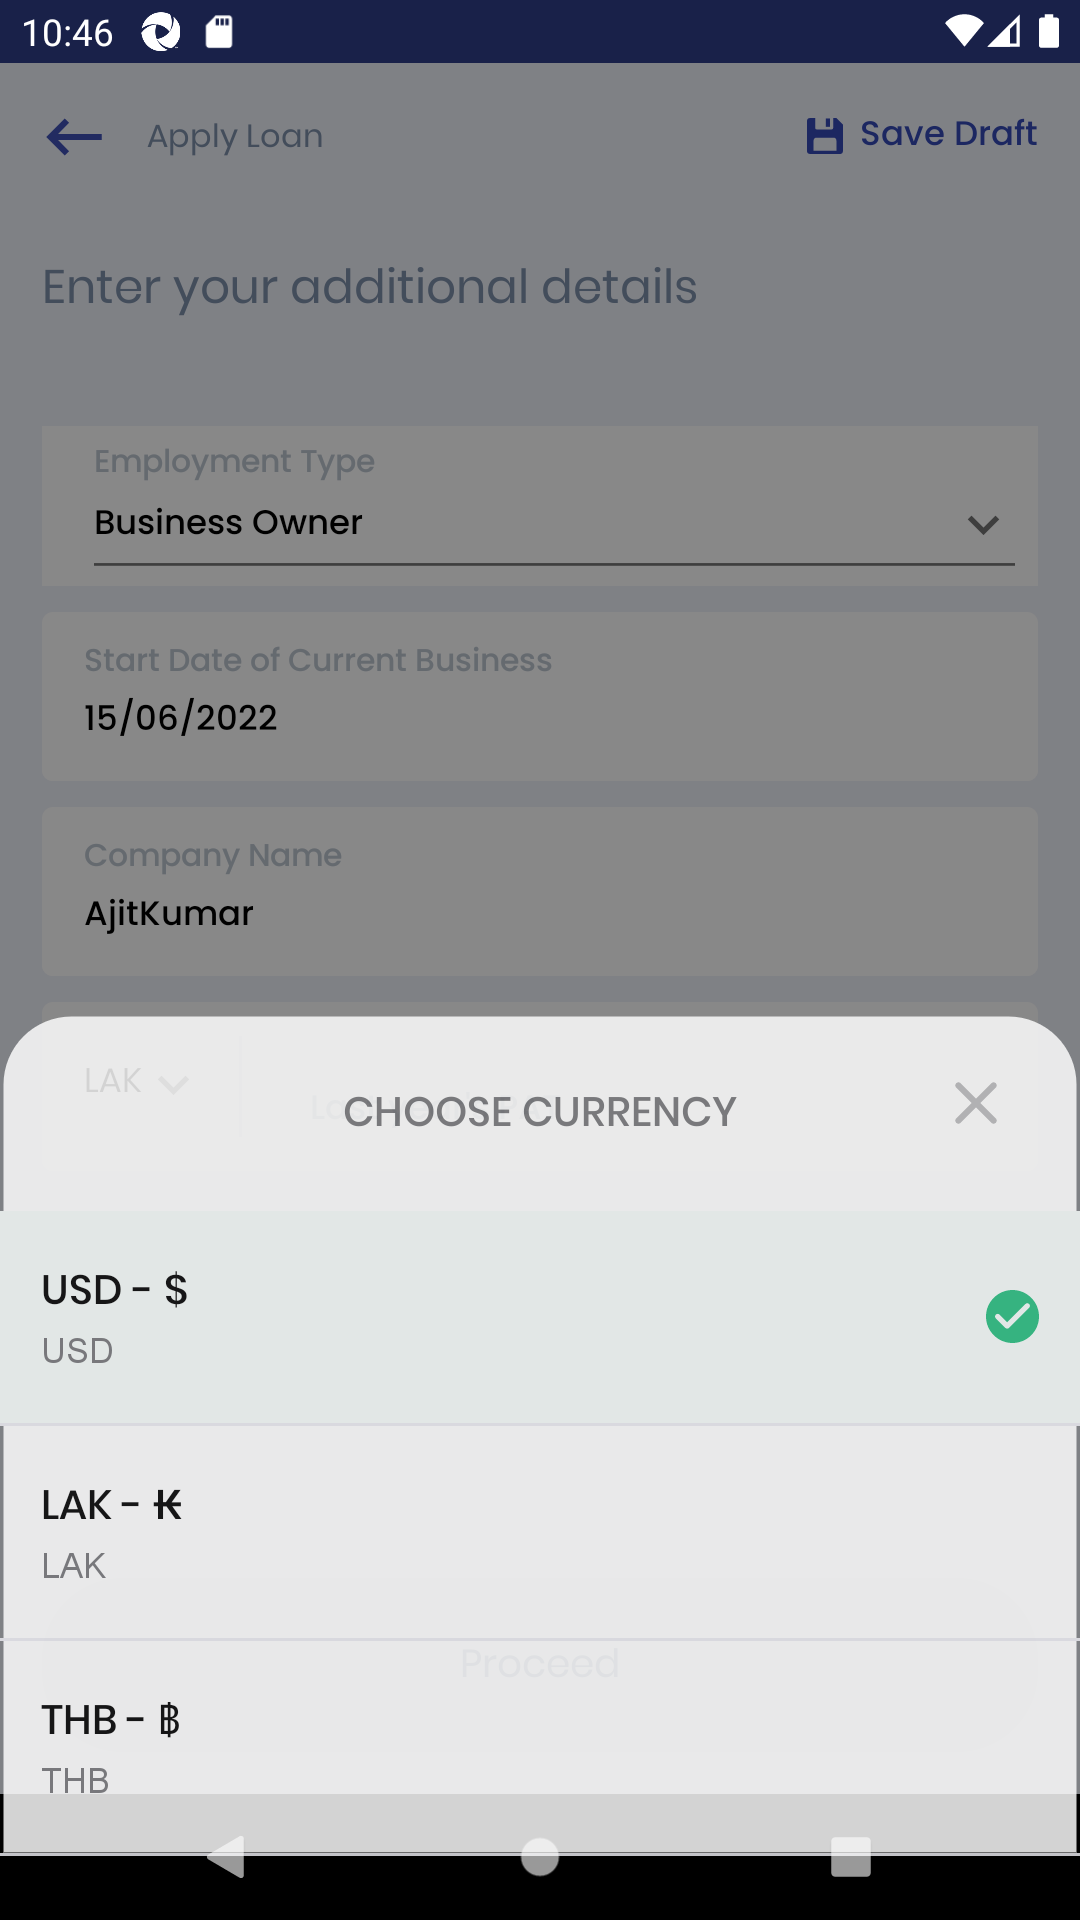 10:46
Apply Loan
Save Draft
Enter your additional details
Employment Type
Business Owner
Start Date of Current Business
15/06/2022
Company Name
AjitKumar
LAK
CHOOSE CURRENCY
USD - $
USD
LAK - ₭
LAK
Proceed
THB - ฿
THB